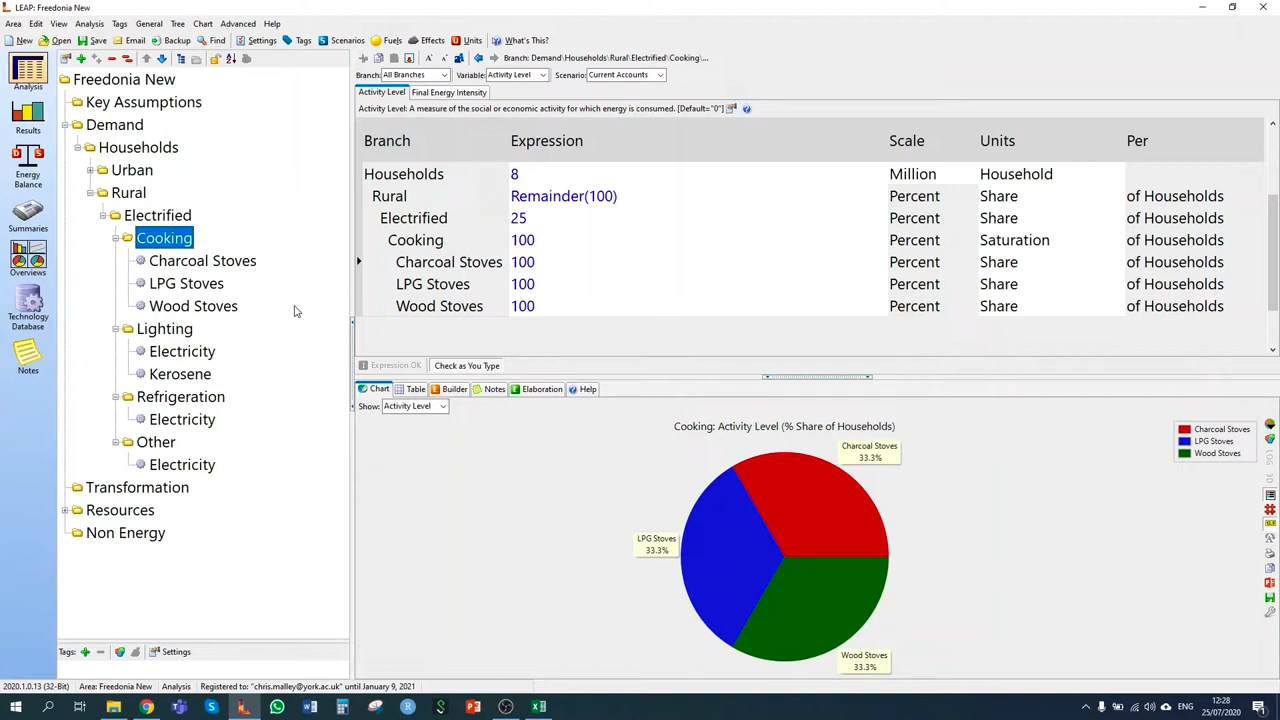 LEAP: Freedonia New
Area Edit View Analysis Tags General Tree Chart Advanced Help
New Open Save Email Backup Find Settings Tags Scenarios Fuels Effects Units What's This?
Branch: Demand\Households\Rural\Electrified\Cooking\...
Branch: All Branches Variable: Activity Level Scenario: Current Accounts
Activity Level Final Energy Intensity
Activity Level: A measure of the social or economic activity for which energy is consumed. [Default="0"]
Analysis
Results
Energy
Balance
Summaries
Overviews
Technology
Database
Notes
Freedonia New
Key Assumptions
Demand
Households
Urban
Rural
Electrified
Cooking
Charcoal Stoves
LPG Stoves
Wood Stoves
Lighting
Electricity
Kerosene
Refrigeration
Electricity
Other
Electricity
Transformation
Resources
Non Energy
Tags: Settings
Branch Expression Scale Units Per
Households 8 Million Household
Rural Remainder(100) Percent Share of Households
Electrified 25 Percent Share of Households
Cooking 100 Percent Saturation of Households
Charcoal Stoves 100 Percent Share of Households
LPG Stoves 100 Percent Share of Households
Wood Stoves 100 Percent Share of Households
Expression OK Check as You Type
Chart Table Builder Notes Elaboration Help
Show: Activity Level
Cooking: Activity Level (% Share of Households)
Charcoal Stoves
33.3%
LPG Stoves
33.3%
Wood Stoves
33.3%
Charcoal Stoves
LPG Stoves
Wood Stoves
LOG
3D
2020.1.0.13 (32-Bit) Area: Freedonia New Analysis Registered to: "chris.malley@york.ac.uk" until January 9, 2021
ENG
12:28
25/07/2020